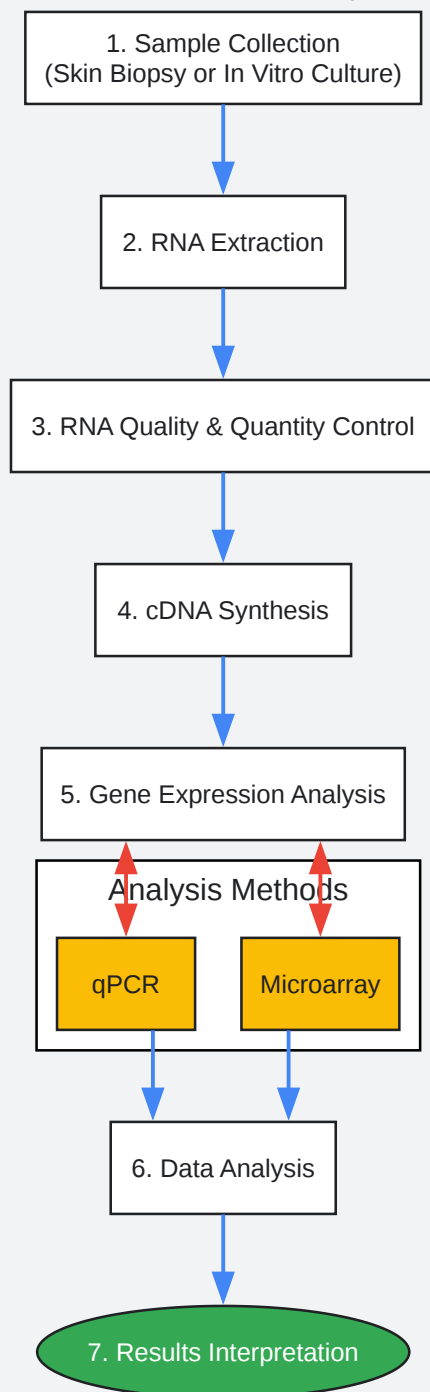 1. Sample Collection
(Skin Biopsy or In Vitro Culture)
2. RNA Extraction
3. RNA Quality & Quantity Control
4. cDNA Synthesis
5. Gene Expression Analysis
Analysis Methods
qPCR
Microarray
6. Data Analysis
7. Results Interpretation